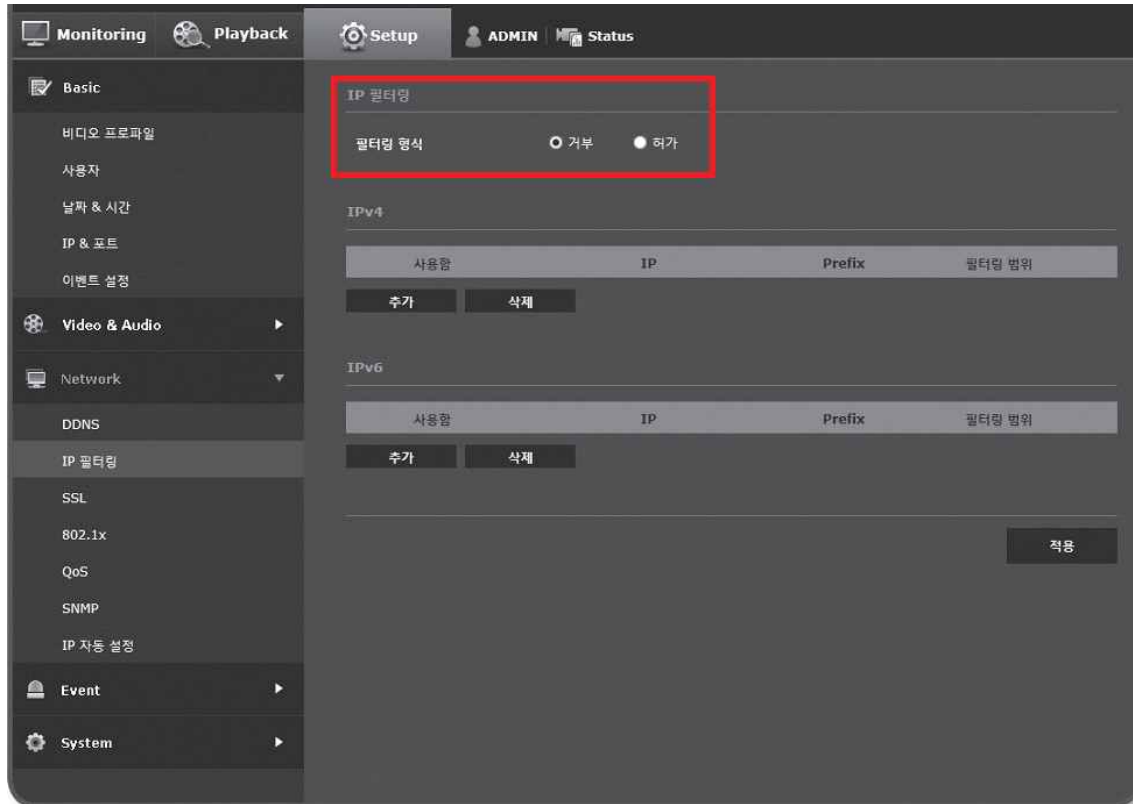 Monitoring Playback Setup ADMIN Status
Basic
비디오 프로파일
사용자
날짜 & 시간
IP & 포트
이벤트 설정
Video & Audio
Network
DDNS
IP 필터링
SSL
802.1x
QoS
SNMP
IP 자동 설정
Event
System
IP 필터링
필터링 형식 거부 허가
IPv4
사용함 IP Prefix 필터링 범위
추가 삭제
IPv6
사용함 IP Prefix 필터링 범위
추가 삭제
적용